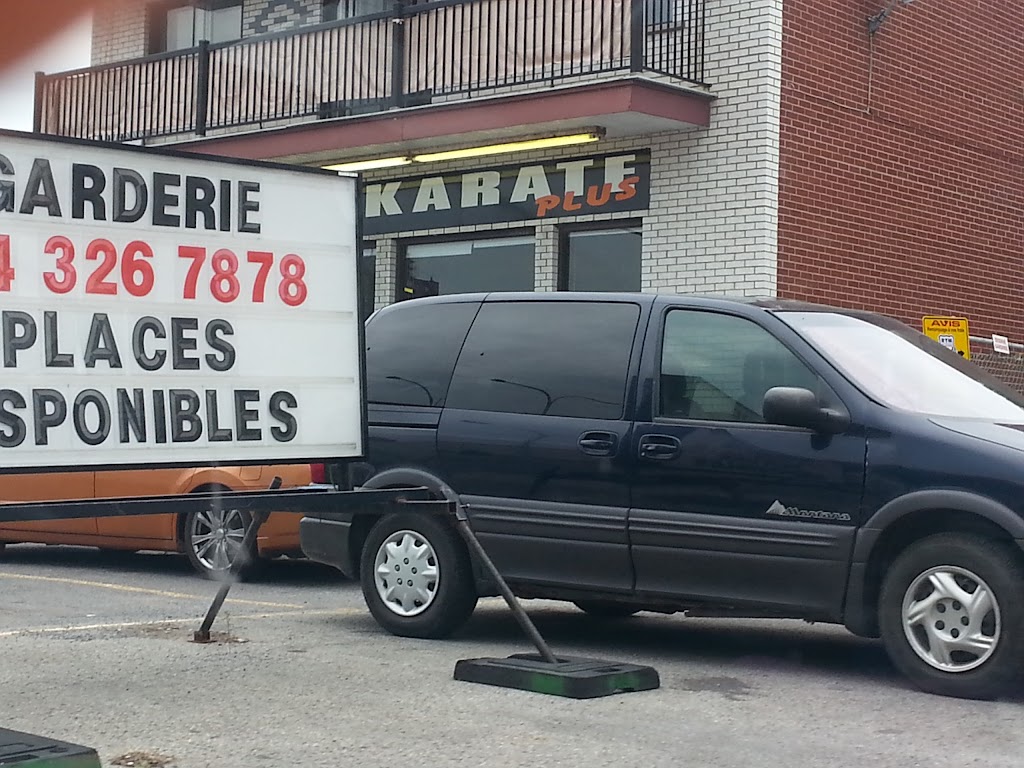 GARDERIE
4 326 7878
PLACES
SPONIBLES
KARATE
PLUS
Montana
AVIS